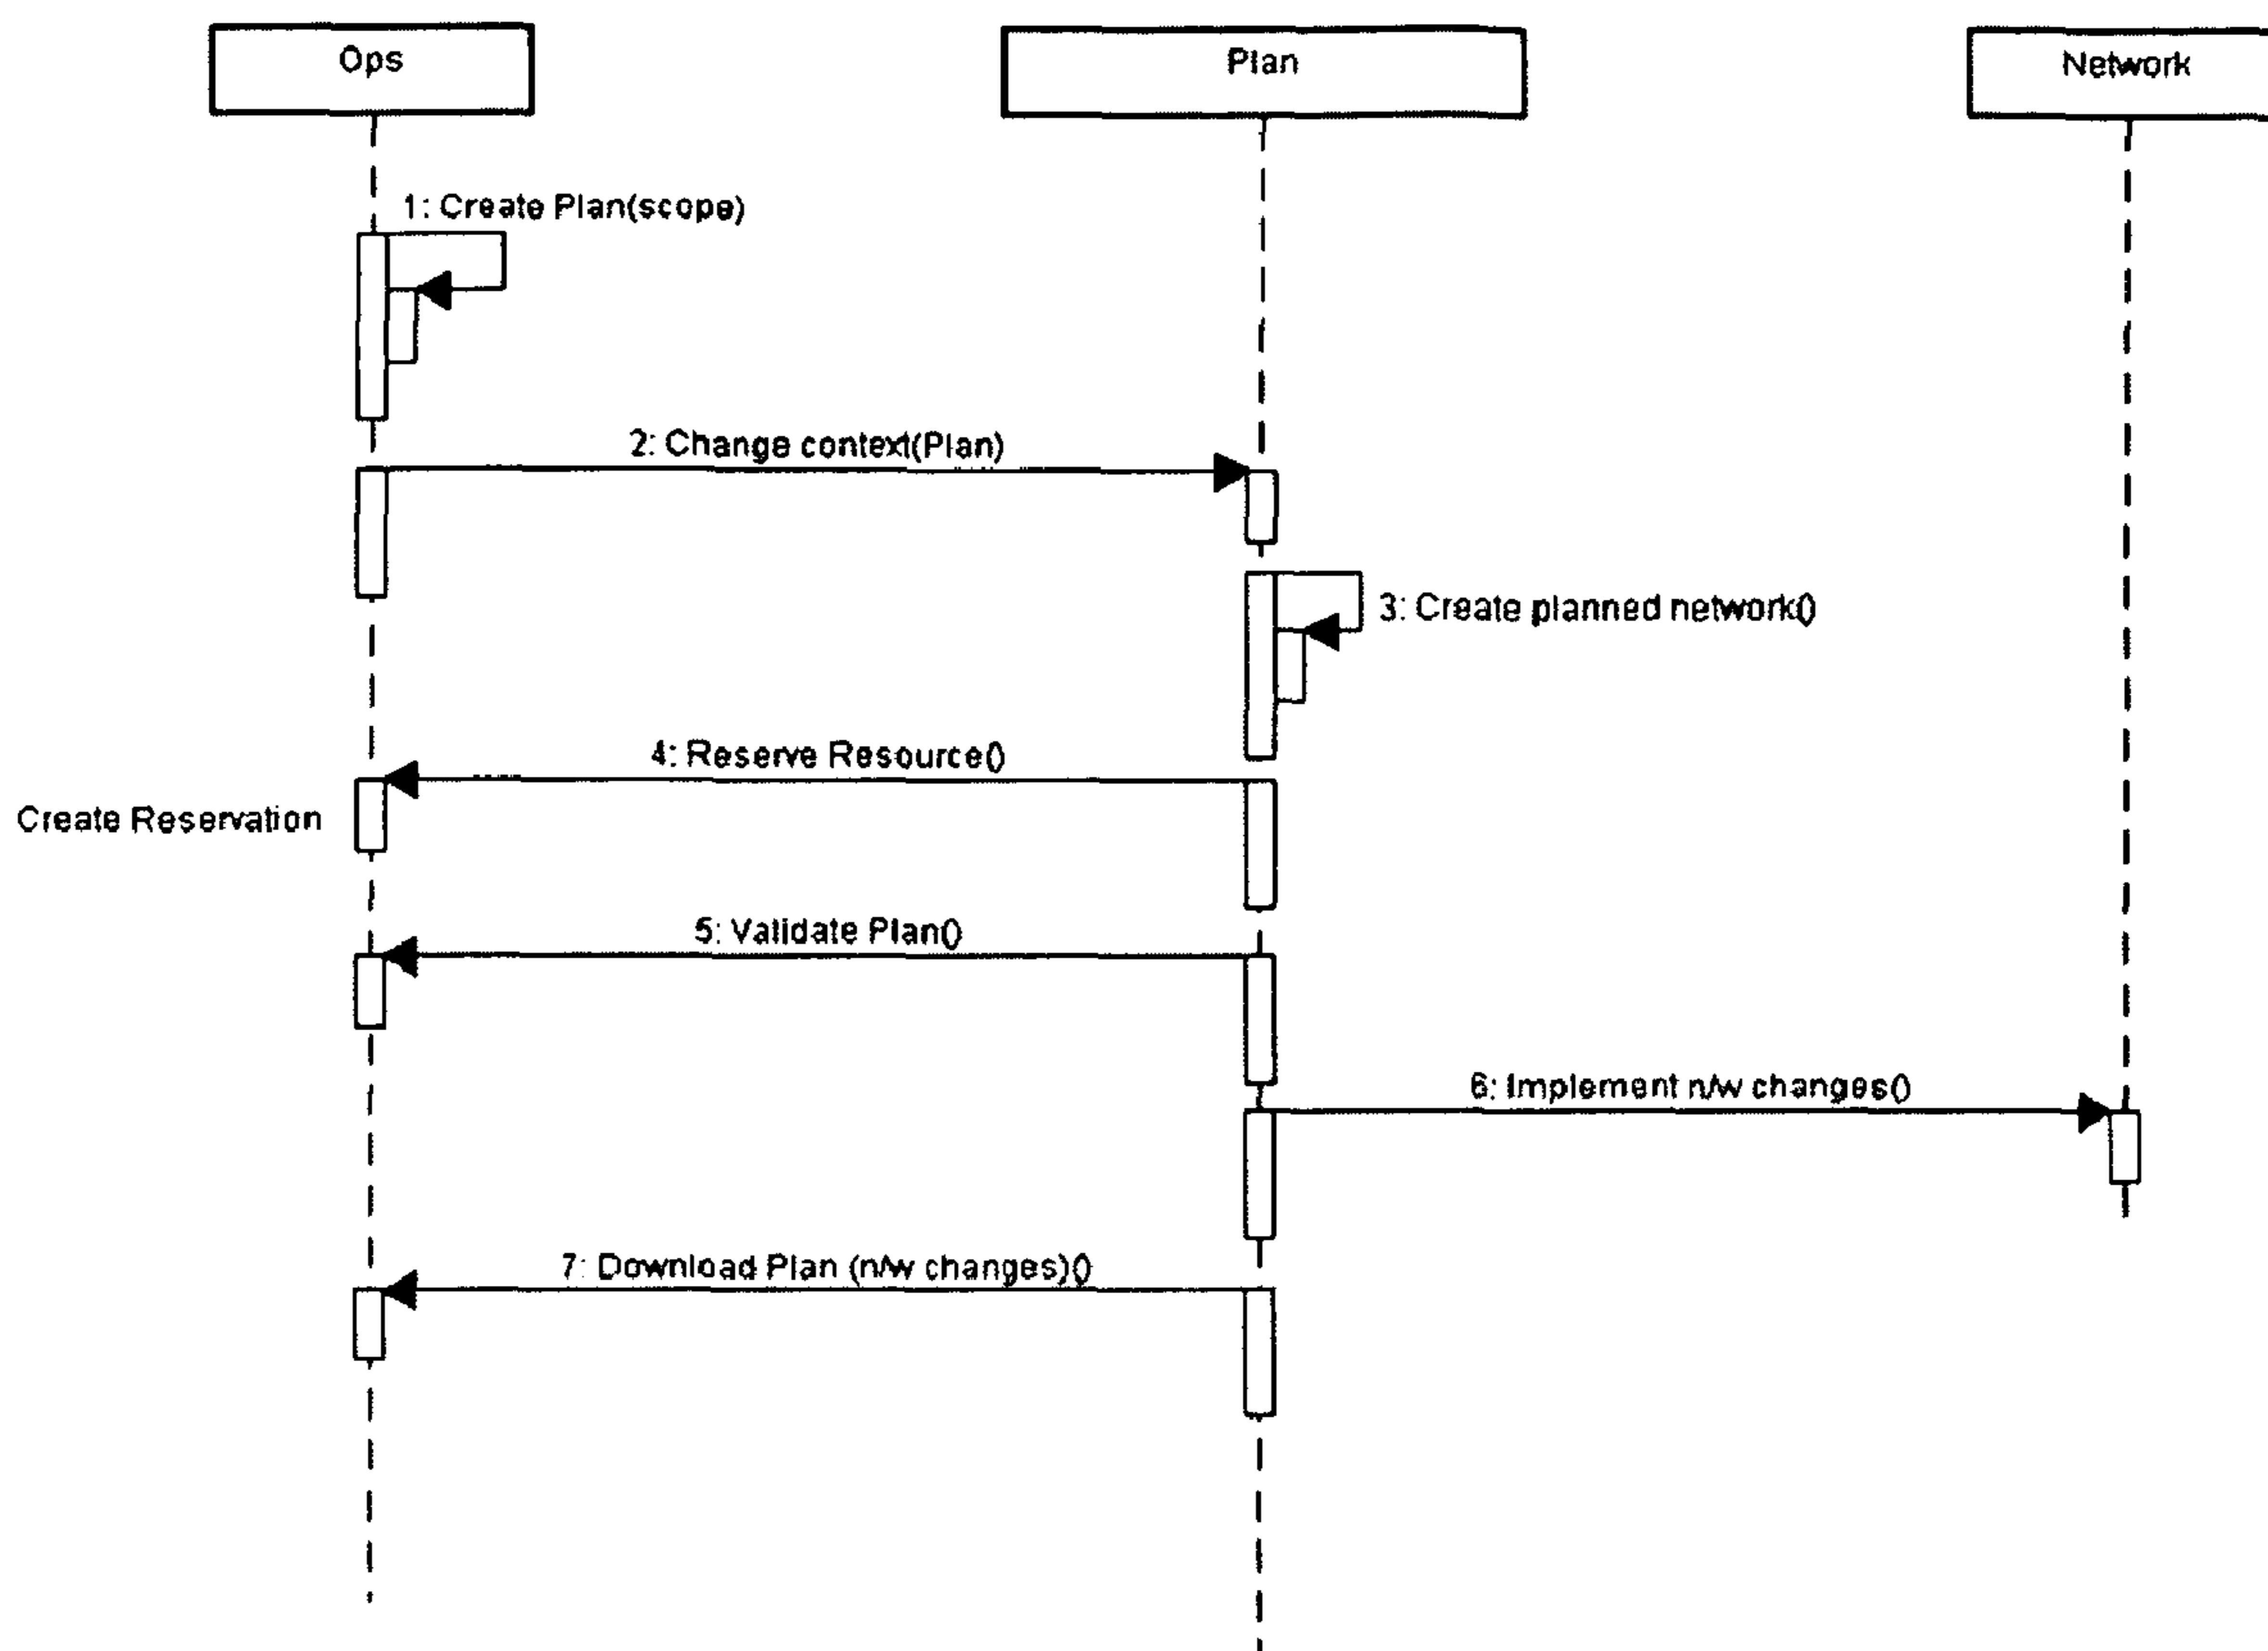 Ops
Plan
Network
1: Create Plan(scope)
2: Change context(Plan)
3: Create planned network()
4: Reserve Resource()
Create Reservation
5: Validate Plan()
6: Implement n/w changes()
7: Download Plan (n/w changes)()